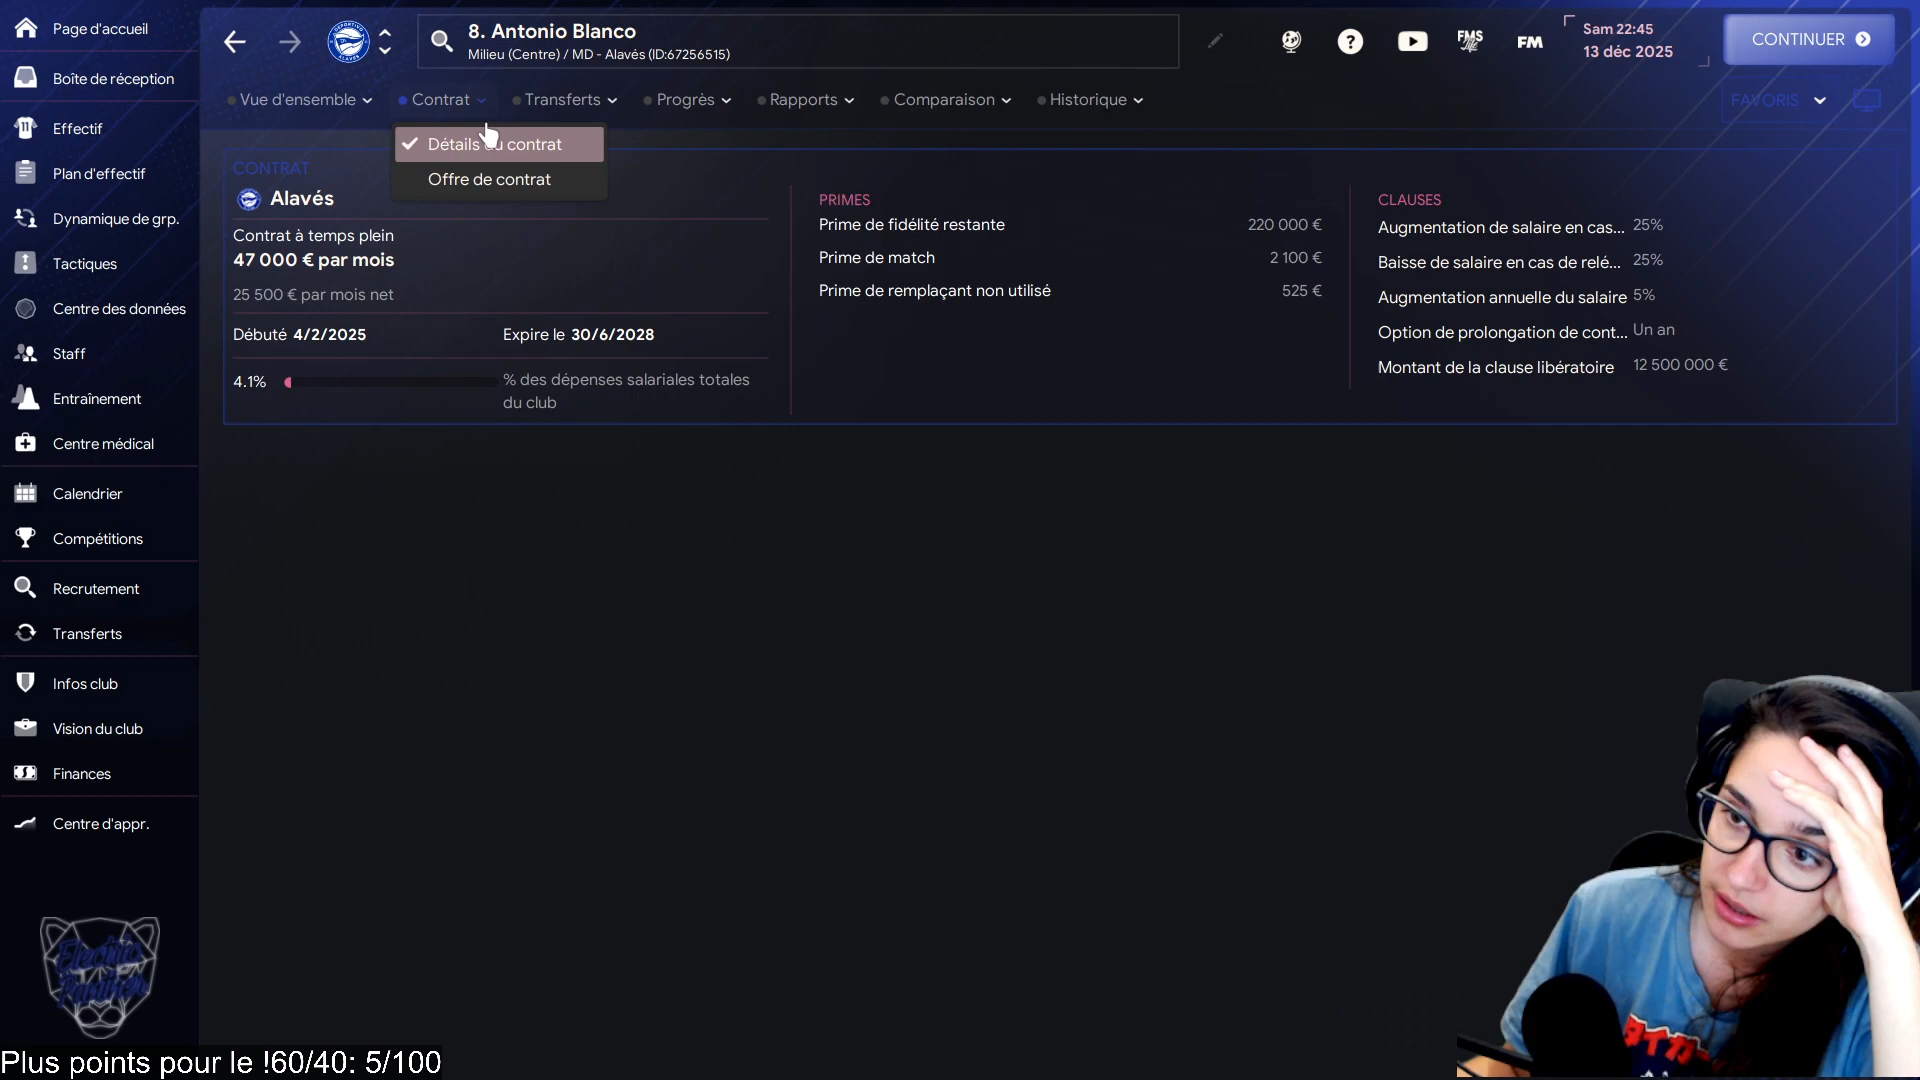 Page d'accueil
Boîte de réception
Effectif
Plan d'effectif
Dynamique de grp.
Tactiques
Centre des données
Staff
Entraînement
Centre médical
Calendrier
Compétitions
Recrutement
Transferts
Infos club
Vision du club
Finances
Centre d'appr.
Electric
Panther
8. Antonio Blanco
Milieu (Centre) / MD - Alavés (ID:67256515)
FM
Sam 22:45
13 déc 2025
CONTINUER
Vue d'ensemble
Contrat
Transferts
Progrès
Rapports
Comparaison
Historique
FAVORIS
Détails du contrat
Offre de contrat
CONTRAT
Alavés
Contrat à temps plein
47 000 € par mois
25 500 € par mois net
Débuté 4/2/2025 Expire le 30/6/2028
4.1% % des dépenses salariales totales
du club
PRIMES
Prime de fidélité restante 220 000 €
Prime de match 2 100 €
Prime de remplaçant non utilisé 525 €
CLAUSES
Augmentation de salaire en cas... 25%
Baisse de salaire en cas de relé... 25%
Augmentation annuelle du salaire 5%
Option de prolongation de cont... Un an
Montant de la clause libératoire 12 500 000 €
Plus points pour le !60/40: 5/100